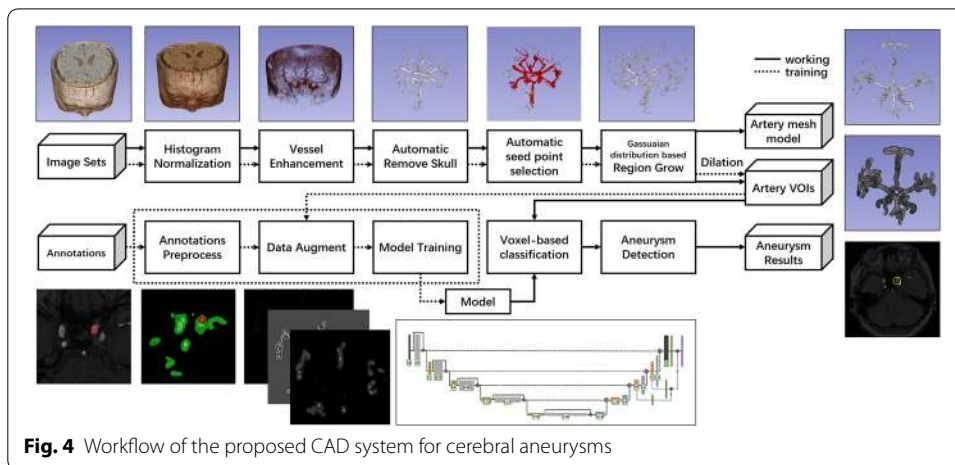 working
training
Image Sets
Histogram
Normalization
Vessel
Enhancement
Automatic
Remove Skull
Automatic
seed point
selection
Gassuaian
distribution based
Region Grow
Dilation
Artery mesh
model
Artery VOIs
Annotations
Annotations
Preprocess
Data Augment
Model Training
Voxel-based
classification
Aneurysm
Detection
Aneurysm
Results
Model
Fig. 4 Workflow of the proposed CAD system for cerebral aneurysms